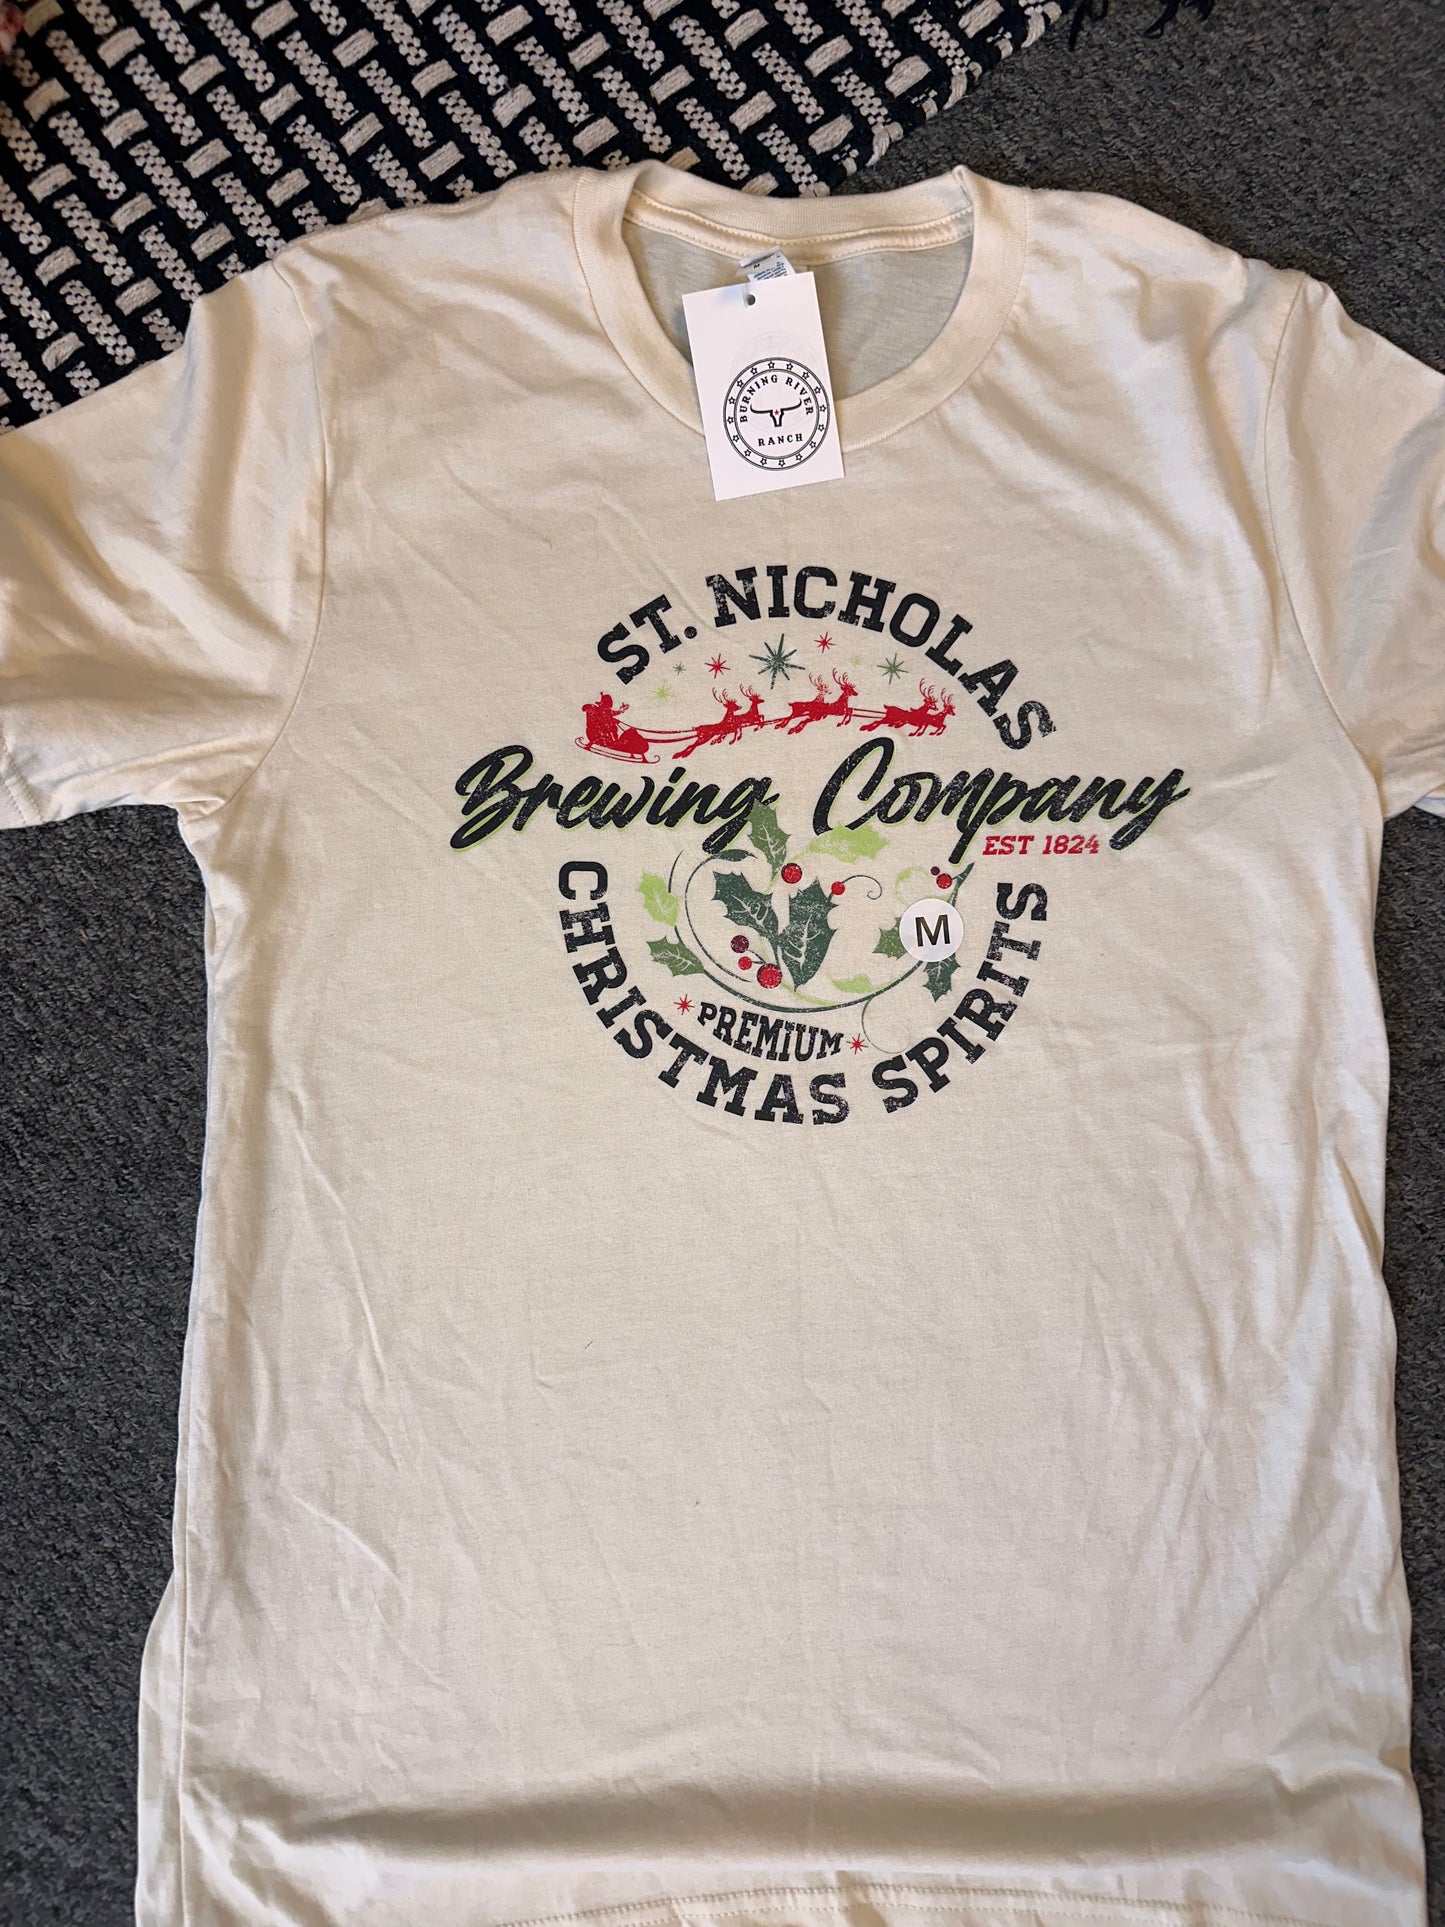 M
BURNING RIVER
RANCH
ST. NICHOLAS
Brewing Company
EST 1824
M
PREMIUM
CHRISTMAS SPIRITS